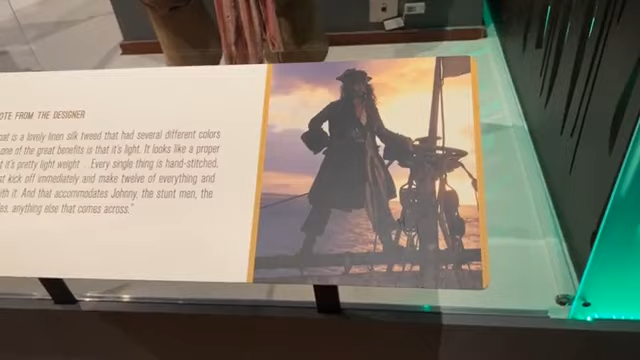 OTE FROM THE DESIGNER
oat is a lovely linen silk tweed that had several different colors
one of the great benefits is that it's light. It looks like a proper
t it's pretty light weight . Every single thing is hand-stitched,
st kick off immediately and make twelve of everything and
ith it. And that accommodates Johnny, the stunt men, the
es, anything else that comes across."